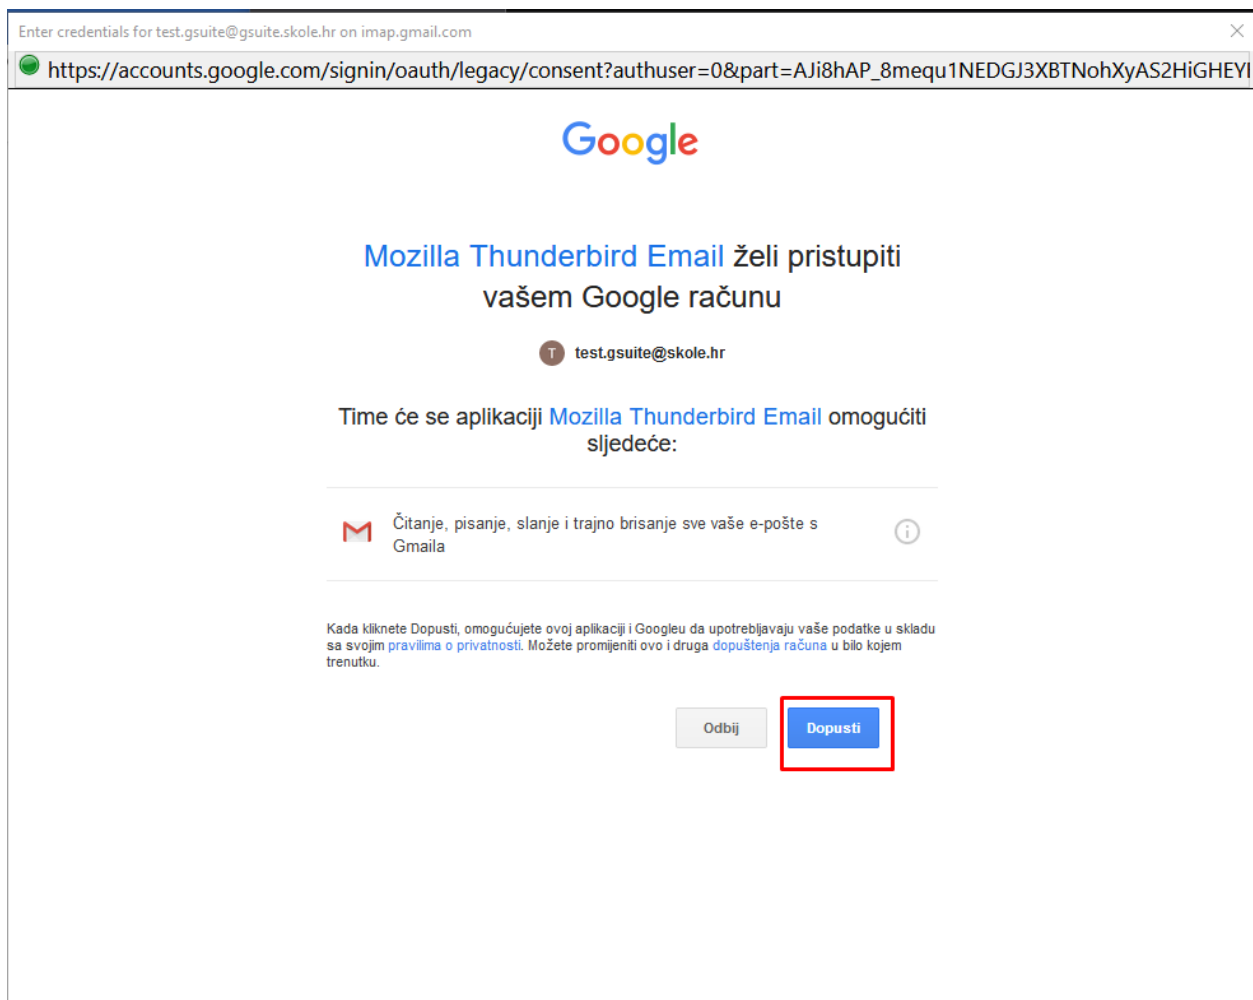 Enter credentials for test.gsuite@gsuite.skole.hr on imap.gmail.com
https://accounts.google.com/signin/oauth/legacy/consent?authuser=0&part=AJi8hAP_8mequ1NEDGJ3XBTNohXyAS2HiGHEYI
Google
Mozilla Thunderbird Email želi pristupiti
vašem Google računu
T test.gsuite@skole.hr
Time će se aplikaciji Mozilla Thunderbird Email omogućiti
sljedeće:
Čitanje, pisanje, slanje i trajno brisanje sve vaše e-pošte s
Gmaila
Kada kliknete Dopusti, omogućujete ovoj aplikaciji i Googleu da upotrebljavaju vaše podatke u skladu
sa svojim pravilima o privatnosti. Možete promijeniti ovo i druga dopuštenja računa u bilo kojem
trenutku.
Odbij Dopusti